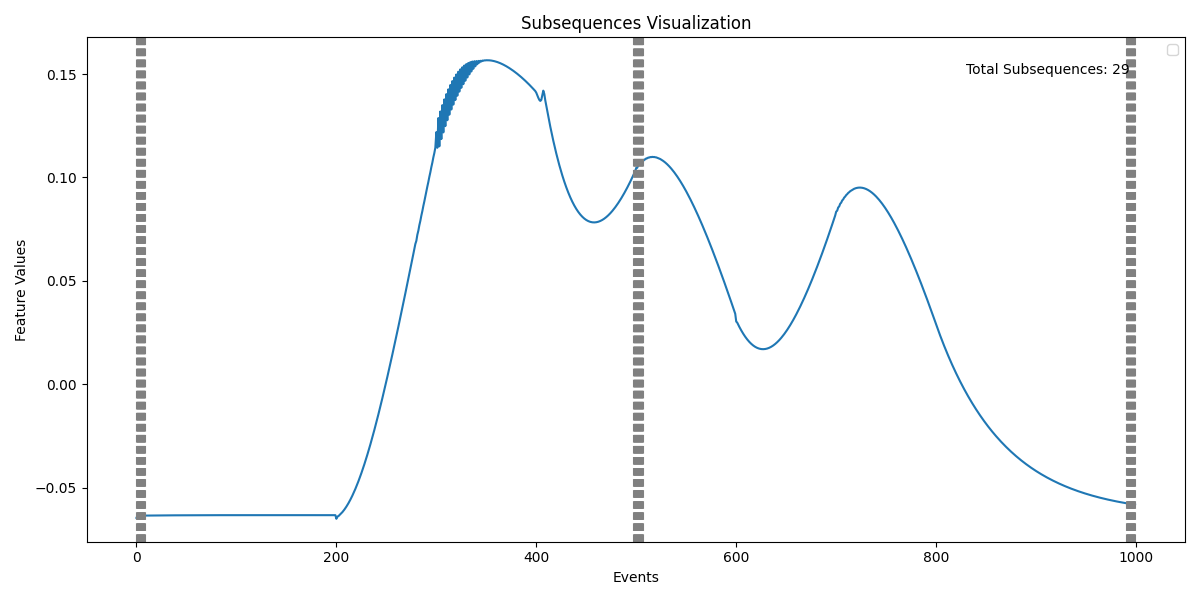 Subsequences Visualization
Total Subsequences: 29
0.15
0.10
0.05
0.00
−0.05
Feature Values
0
200
400
600
800
1000
Events